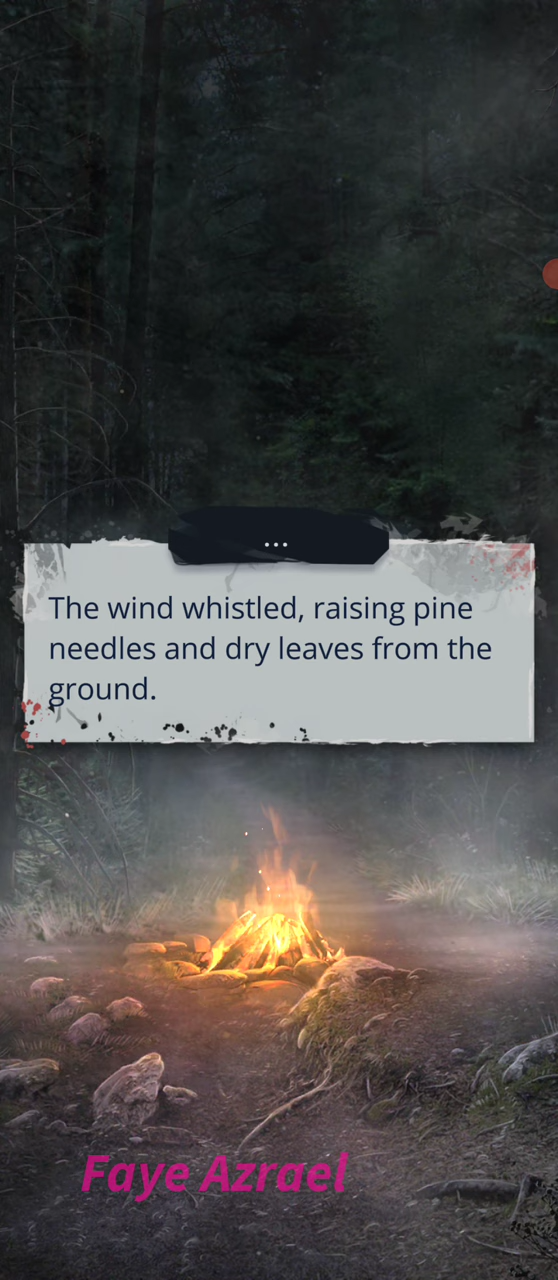 ...
The wind whistled, raising pine
needles and dry leaves from the
ground.
Faye Azrael